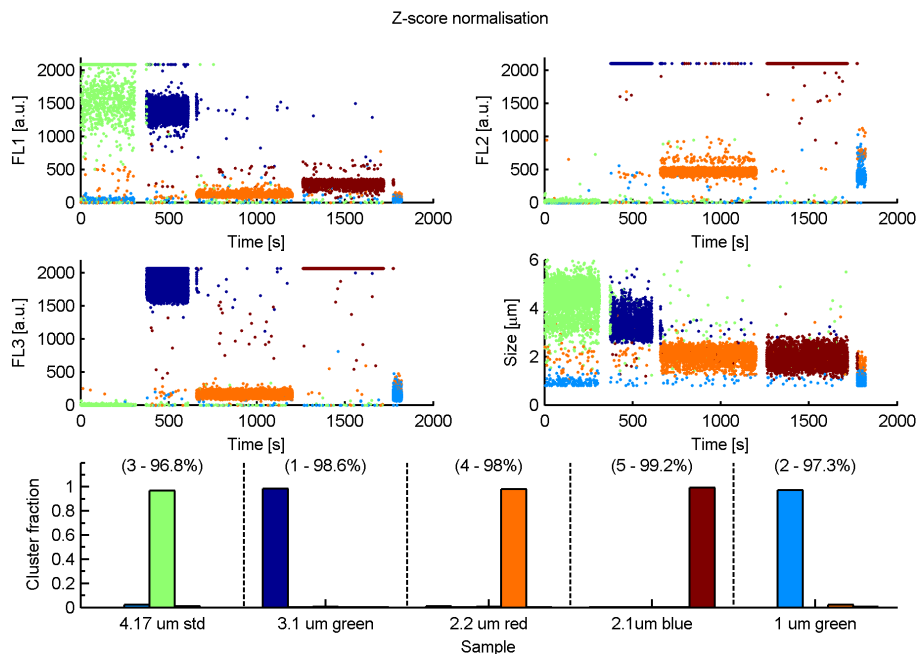 Z-score normalisation
2000
1500
1000
500
0
FL1 [a.u.]
0 500 1000 1500 2000
Time [s]
2000
1500
1000
500
0
FL2 [a.u.]
0 500 1000 1500 2000
Time [s]
2000
1500
1000
500
0
FL3 [a.u.]
0 500 1000 1500 2000
Time [s]
6
4
2
0
Size [µm]
0 500 1000 1500 2000
Time [s]
(3 - 96.8%) (1 - 98.6%) (4 - 98%) (5 - 99.2%) (2 - 97.3%)
1
0.8
0.6
0.4
0.2
0
Cluster fraction
4.17 um std 3.1 um green 2.2 um red 2.1um blue 1 um green
Sample